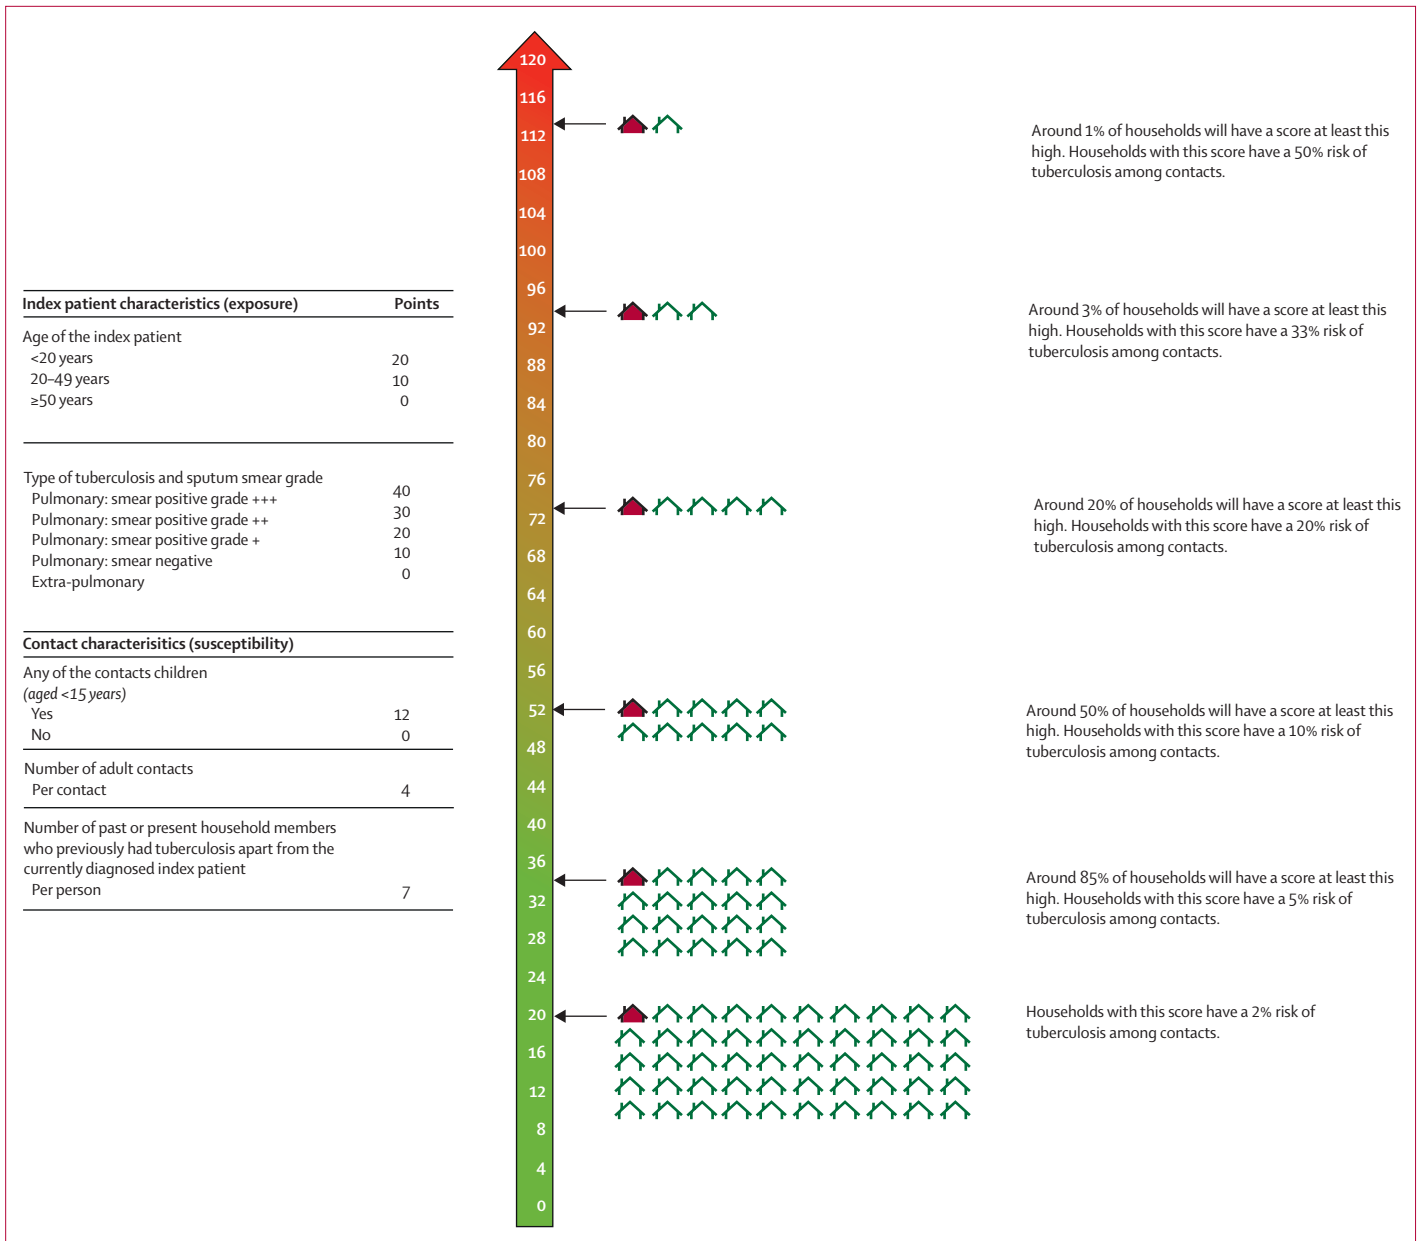 Index patient characteristics (exposure) Points
Age of the index patient
<20 years 20
20–49 years 10
≥50 years 0
Type of tuberculosis and sputum smear grade
Pulmonary: smear positive grade +++ 40
Pulmonary: smear positive grade ++ 30
Pulmonary: smear positive grade + 20
Pulmonary: smear negative 10
Extra-pulmonary 0
Contact characterisitics (susceptibility)
Any of the contacts children
(aged <15 years)
Yes 12
No 0
Number of adult contacts
Per contact 4
Number of past or present household members
who previously had tuberculosis apart from the
currently diagnosed index patient
Per person 7
120
116
112
108
104
100
96
92
88
84
80
76
72
68
64
60
56
52
48
44
40
36
32
28
24
20
16
12
8
4
0
Around 1% of households will have a score at least this
high. Households with this score have a 50% risk of
tuberculosis among contacts.
Around 3% of households will have a score at least this
high. Households with this score have a 33% risk of
tuberculosis among contacts.
Around 20% of households will have a score at least this
high. Households with this score have a 20% risk of
tuberculosis among contacts.
Around 50% of households will have a score at least this
high. Households with this score have a 10% risk of
tuberculosis among contacts.
Around 85% of households will have a score at least this
high. Households with this score have a 5% risk of
tuberculosis among contacts.
Households with this score have a 2% risk of
tuberculosis among contacts.